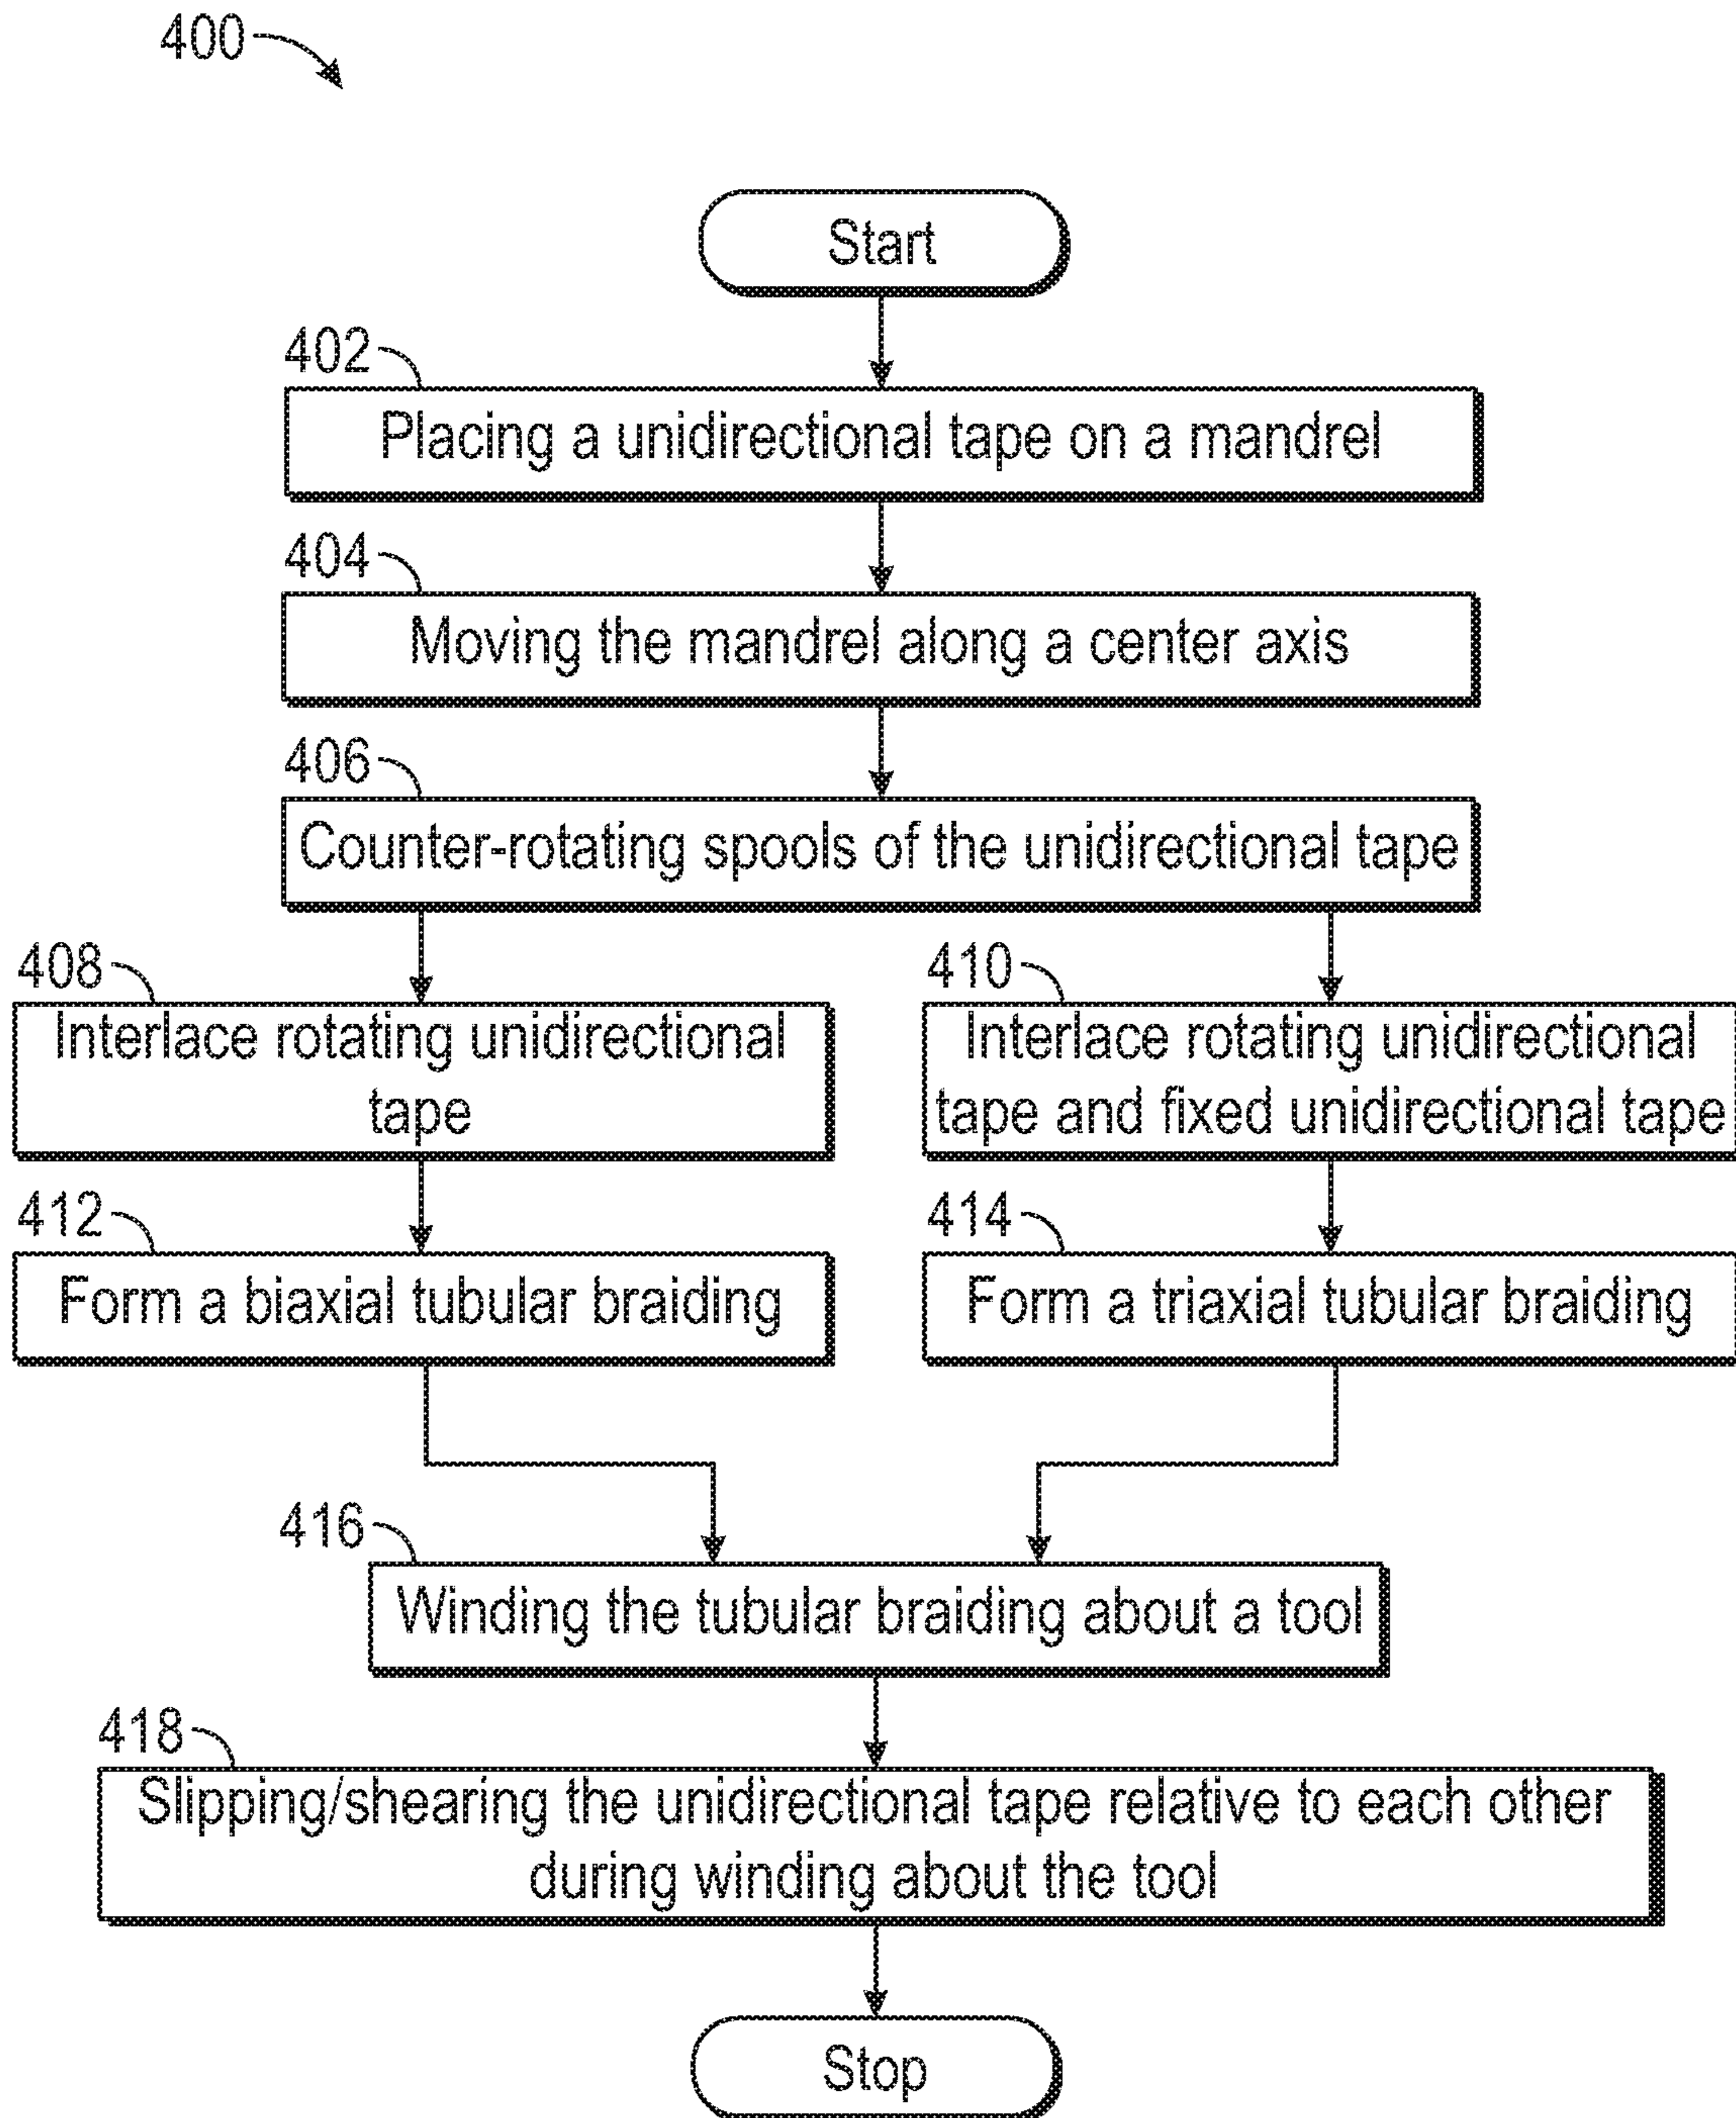 400
Start
402
Placing a unidirectional tape on a mandrel
404
Moving the mandrel along a center axis
406
Counter-rotating spools of the unidirectional tape
408
Interlace rotating unidirectional
tape
410
Interlace rotating unidirectional
tape and fixed unidirectional tape
412
Form a biaxial tubular braiding
414
Form a triaxial tubular braiding
416
Winding the tubular braiding about a tool
418
Slipping/shearing the unidirectional tape relative to each other
during winding about the tool
Stop